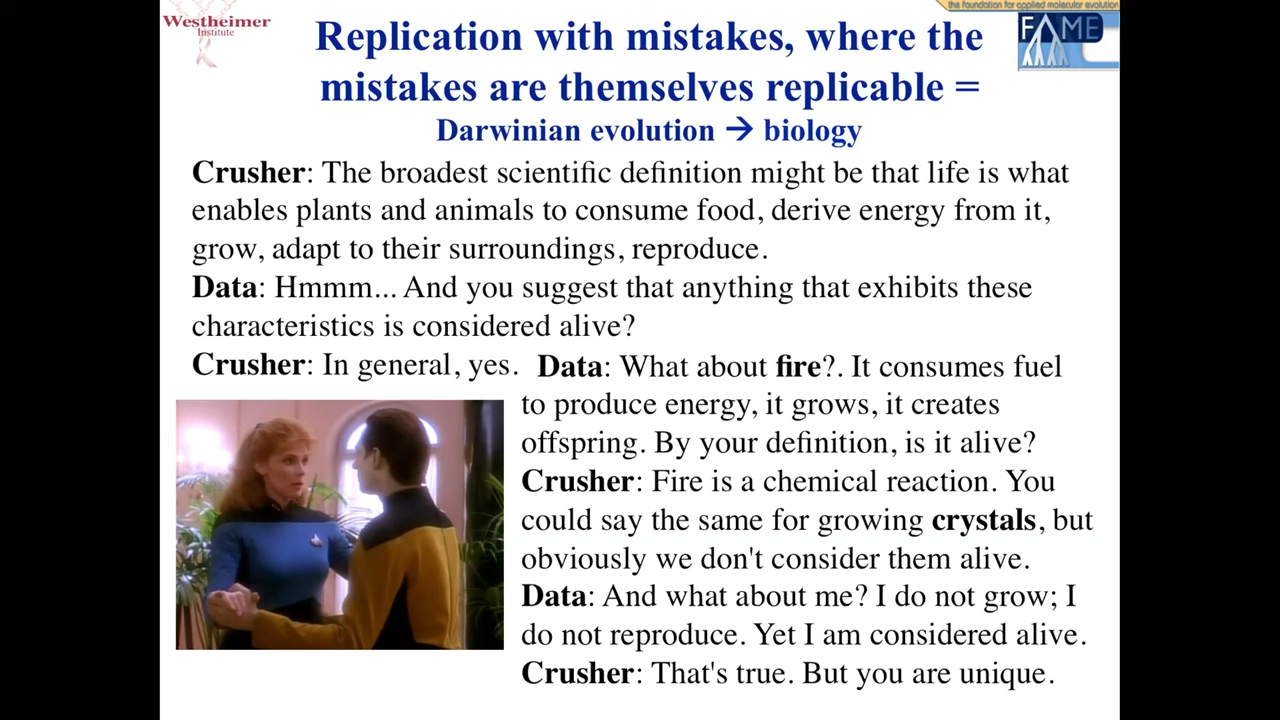 Westheimer
Institute
the foundation for applied molecular evolution
FAME
Replication with mistakes, where the
mistakes are themselves replicable =
Darwinian evolution → biology
Crusher: The broadest scientific definition might be that life is what
enables plants and animals to consume food, derive energy from it,
grow, adapt to their surroundings, reproduce.
Data: Hmmm... And you suggest that anything that exhibits these
characteristics is considered alive?
Crusher: In general, yes. Data: What about fire?. It consumes fuel
to produce energy, it grows, it creates
offspring. By your definition, is it alive?
Crusher: Fire is a chemical reaction. You
could say the same for growing crystals, but
obviously we don't consider them alive.
Data: And what about me? I do not grow; I
do not reproduce. Yet I am considered alive.
Crusher: That's true. But you are unique.